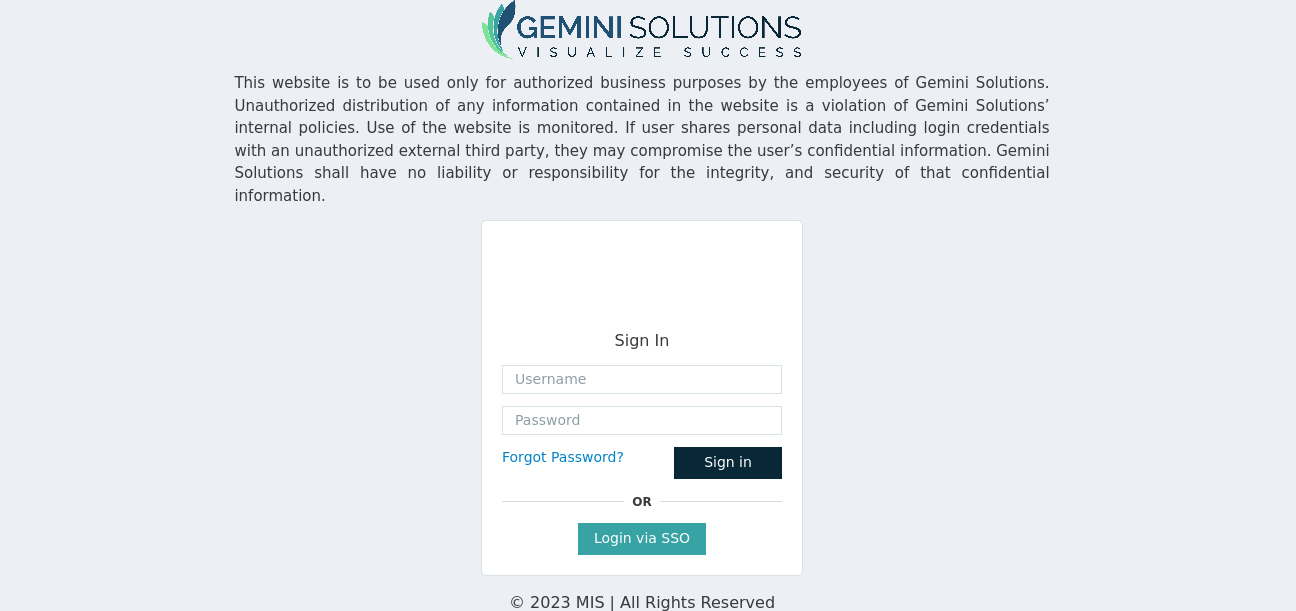 GEMINI SOLUTIONS
VISUALIZE SUCCESS
This website is to be used only for authorized business purposes by the employees of Gemini Solutions.
Unauthorized distribution of any information contained in the website is a violation of Gemini Solutions’
internal policies. Use of the website is monitored. If user shares personal data including login credentials
with an unauthorized external third party, they may compromise the user’s confidential information. Gemini
Solutions shall have no liability or responsibility for the integrity, and security of that confidential
information.
Sign In
Username
Password
Forgot Password? Sign in
OR
Login via SSO
© 2023 MIS | All Rights Reserved